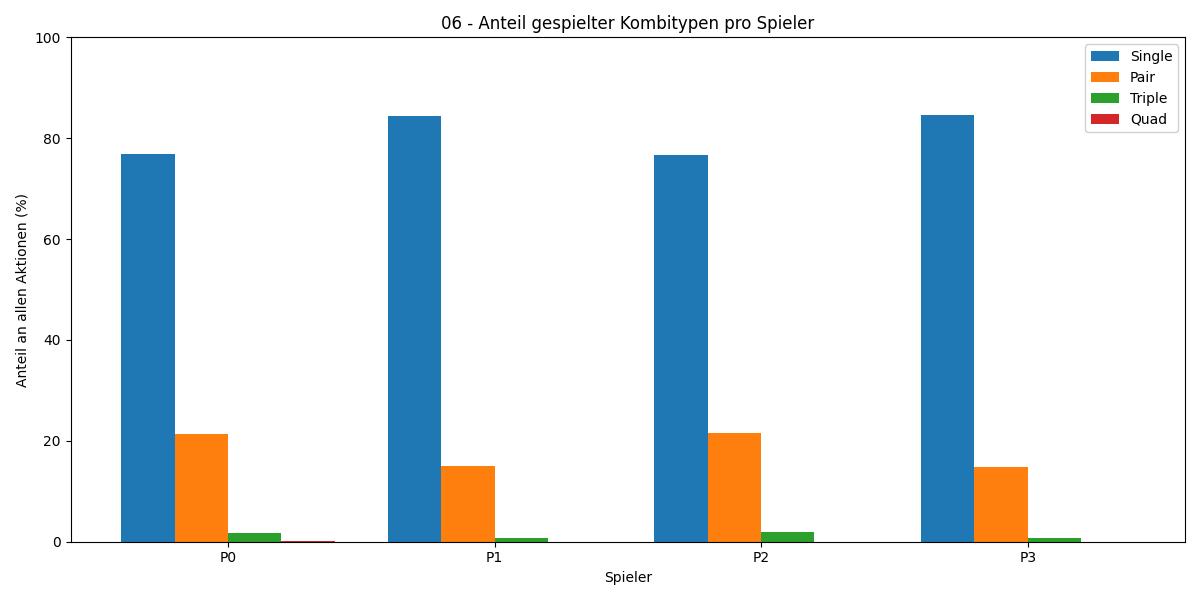 06 - Anteil gespielter Kombitypen pro Spieler
100
80
60
40
20
0
Anteil an allen Aktionen (%)
Single
Pair
Triple
Quad
P0
P1
P2
P3
Spieler